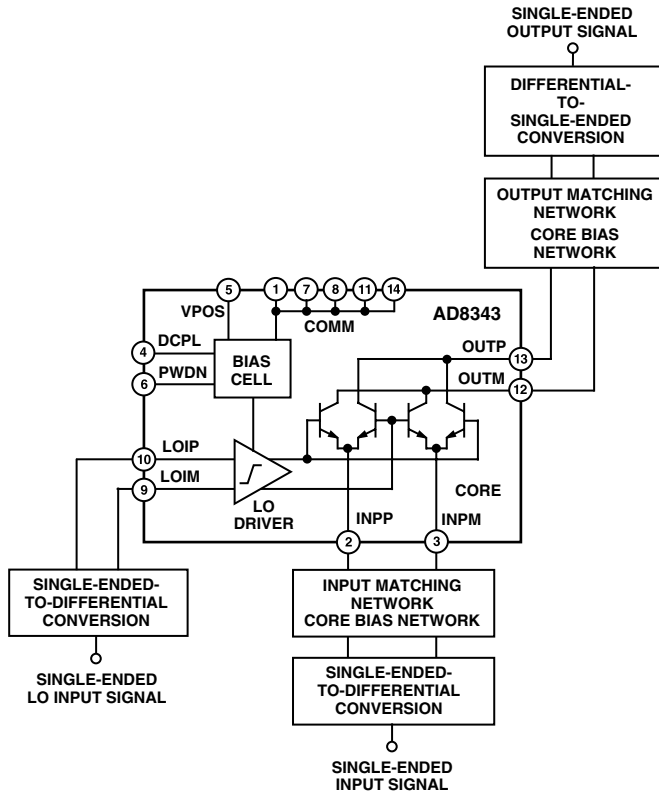 SINGLE-ENDED
OUTPUT SIGNAL
DIFFERENTIAL-
TO-
SINGLE-ENDED
CONVERSION
OUTPUT MATCHING
NETWORK
CORE BIAS
NETWORK
5
1
7
8
11
14
VPOS
COMM
AD8343
4
DCPL
6
PWDN
BIAS
CELL
OUTP
13
OUTM
12
10
LOIP
9
LOIM
LO
DRIVER
CORE
INPP
INPM
2
3
SINGLE-ENDED-
TO-DIFFERENTIAL
CONVERSION
SINGLE-ENDED
LO INPUT SIGNAL
INPUT MATCHING
NETWORK
CORE BIAS NETWORK
SINGLE-ENDED-
TO-DIFFERENTIAL
CONVERSION
SINGLE-ENDED
INPUT SIGNAL